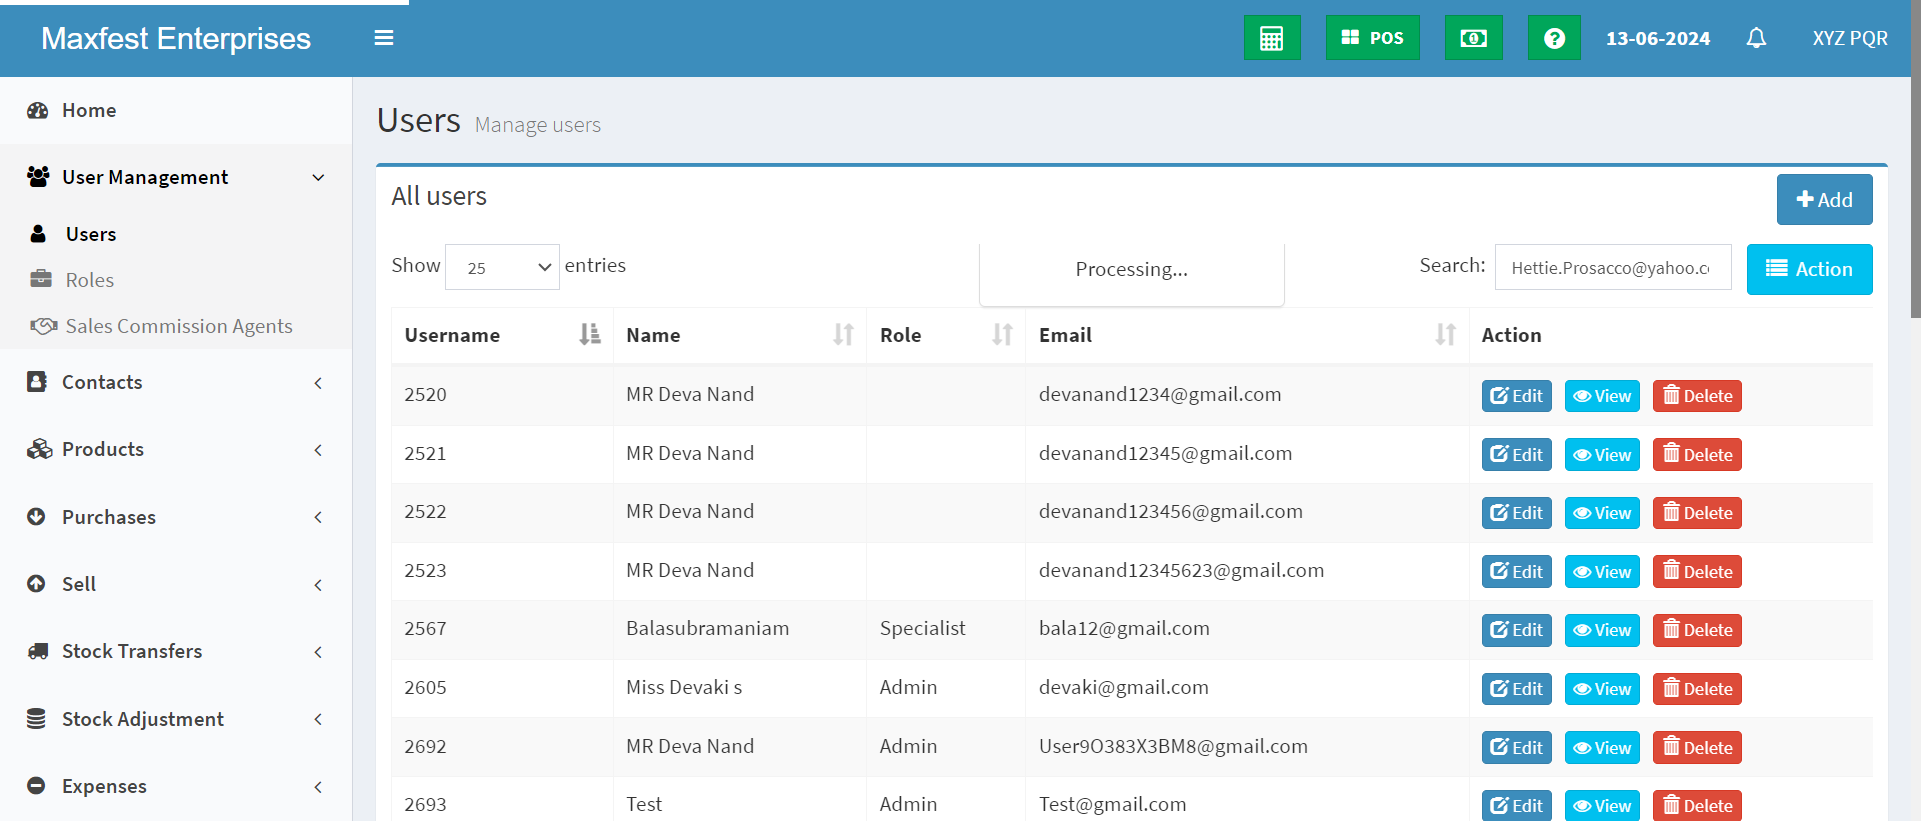 Maxfest Enterprises
POS
13-06-2024
XYZ PQR
Home
User Management
Users
Roles
Sales Commission Agents
Contacts
Products
Purchases
Sell
Stock Transfers
Stock Adjustment
Expenses
Users Manage users
All users
Add
Show 25 entries
Processing...
Search: Hettie.Prosacco@yahoo.c
Action
Username Name Role Email Action
2520 MR Deva Nand devanand1234@gmail.com Edit View Delete
2521 MR Deva Nand devanand12345@gmail.com Edit View Delete
2522 MR Deva Nand devanand123456@gmail.com Edit View Delete
2523 MR Deva Nand devanand12345623@gmail.com Edit View Delete
2567 Balasubramaniam Specialist bala12@gmail.com Edit View Delete
2605 Miss Devaki s Admin devaki@gmail.com Edit View Delete
2692 MR Deva Nand Admin User9O383X3BM8@gmail.com Edit View Delete
2693 Test Admin Test@gmail.com Edit View Delete